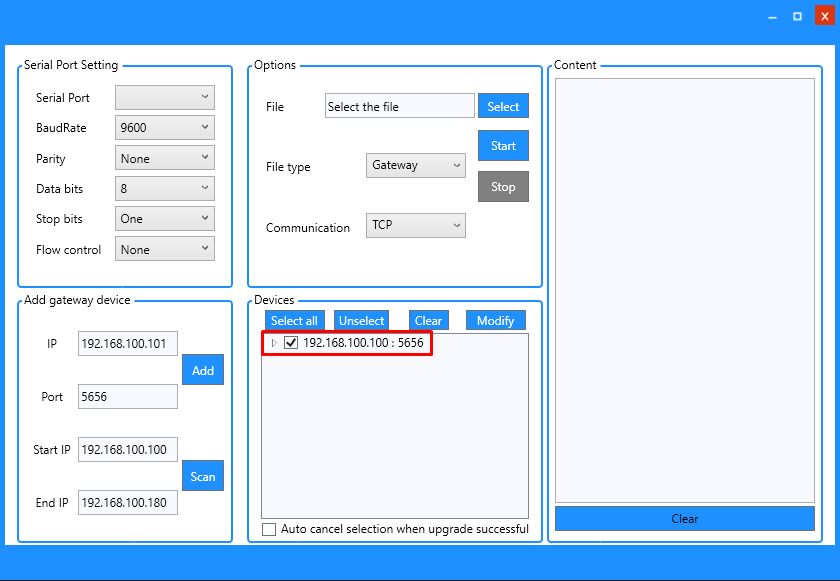 Serial Port Setting
Serial Port
BaudRate 9600
Parity None
Data bits 8
Stop bits One
Flow control None
Options
File Select the file Select
Start
File type Gateway
Stop
Communication TCP
Content
Clear
Add gateway device
IP 192.168.100.101
Add
Port 5656
Start IP 192.168.100.100
Scan
End IP 192.168.100.180
Devices
Select all Unselect Clear Modify
192.168.100.100 : 5656
Auto cancel selection when upgrade successful